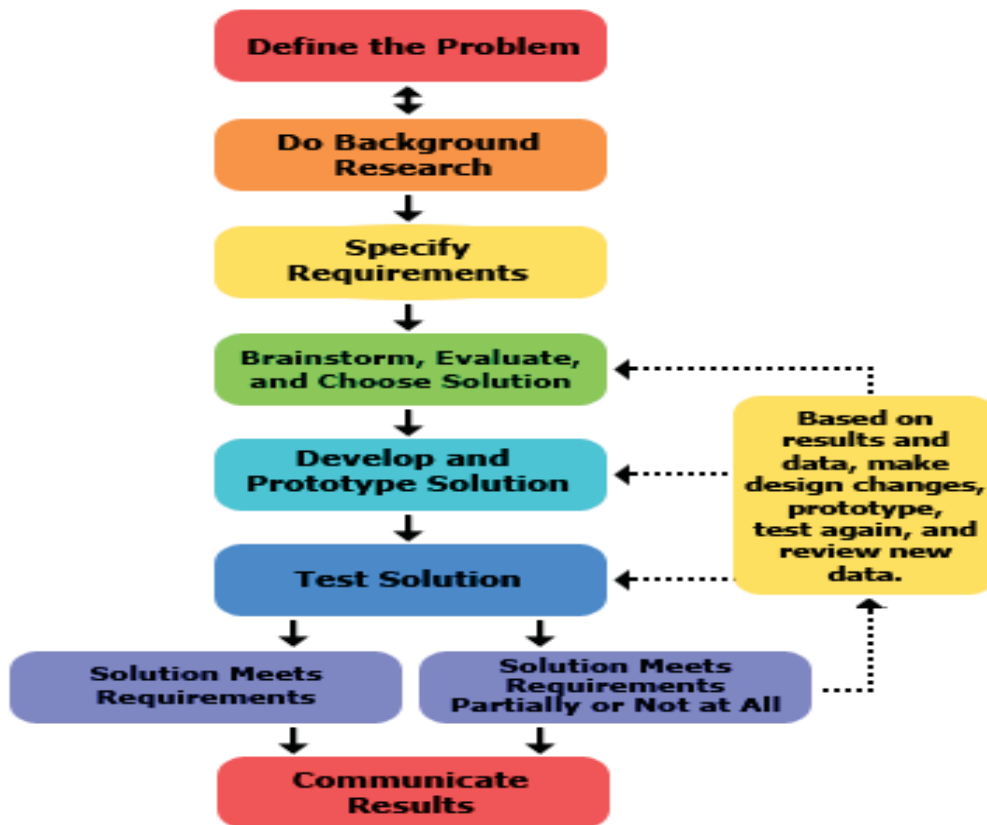 Define the Problem
Do Background
Research
Specify
Requirements
Brainstorm, Evaluate,
and Choose Solution
Develop and
Prototype Solution
Based on
results and
data, make
design changes,
prototype,
test again, and
review new
data.
Test Solution
Solution Meets
Requirements
Solution Meets
Requirements
Partially or Not at All
Communicate
Results